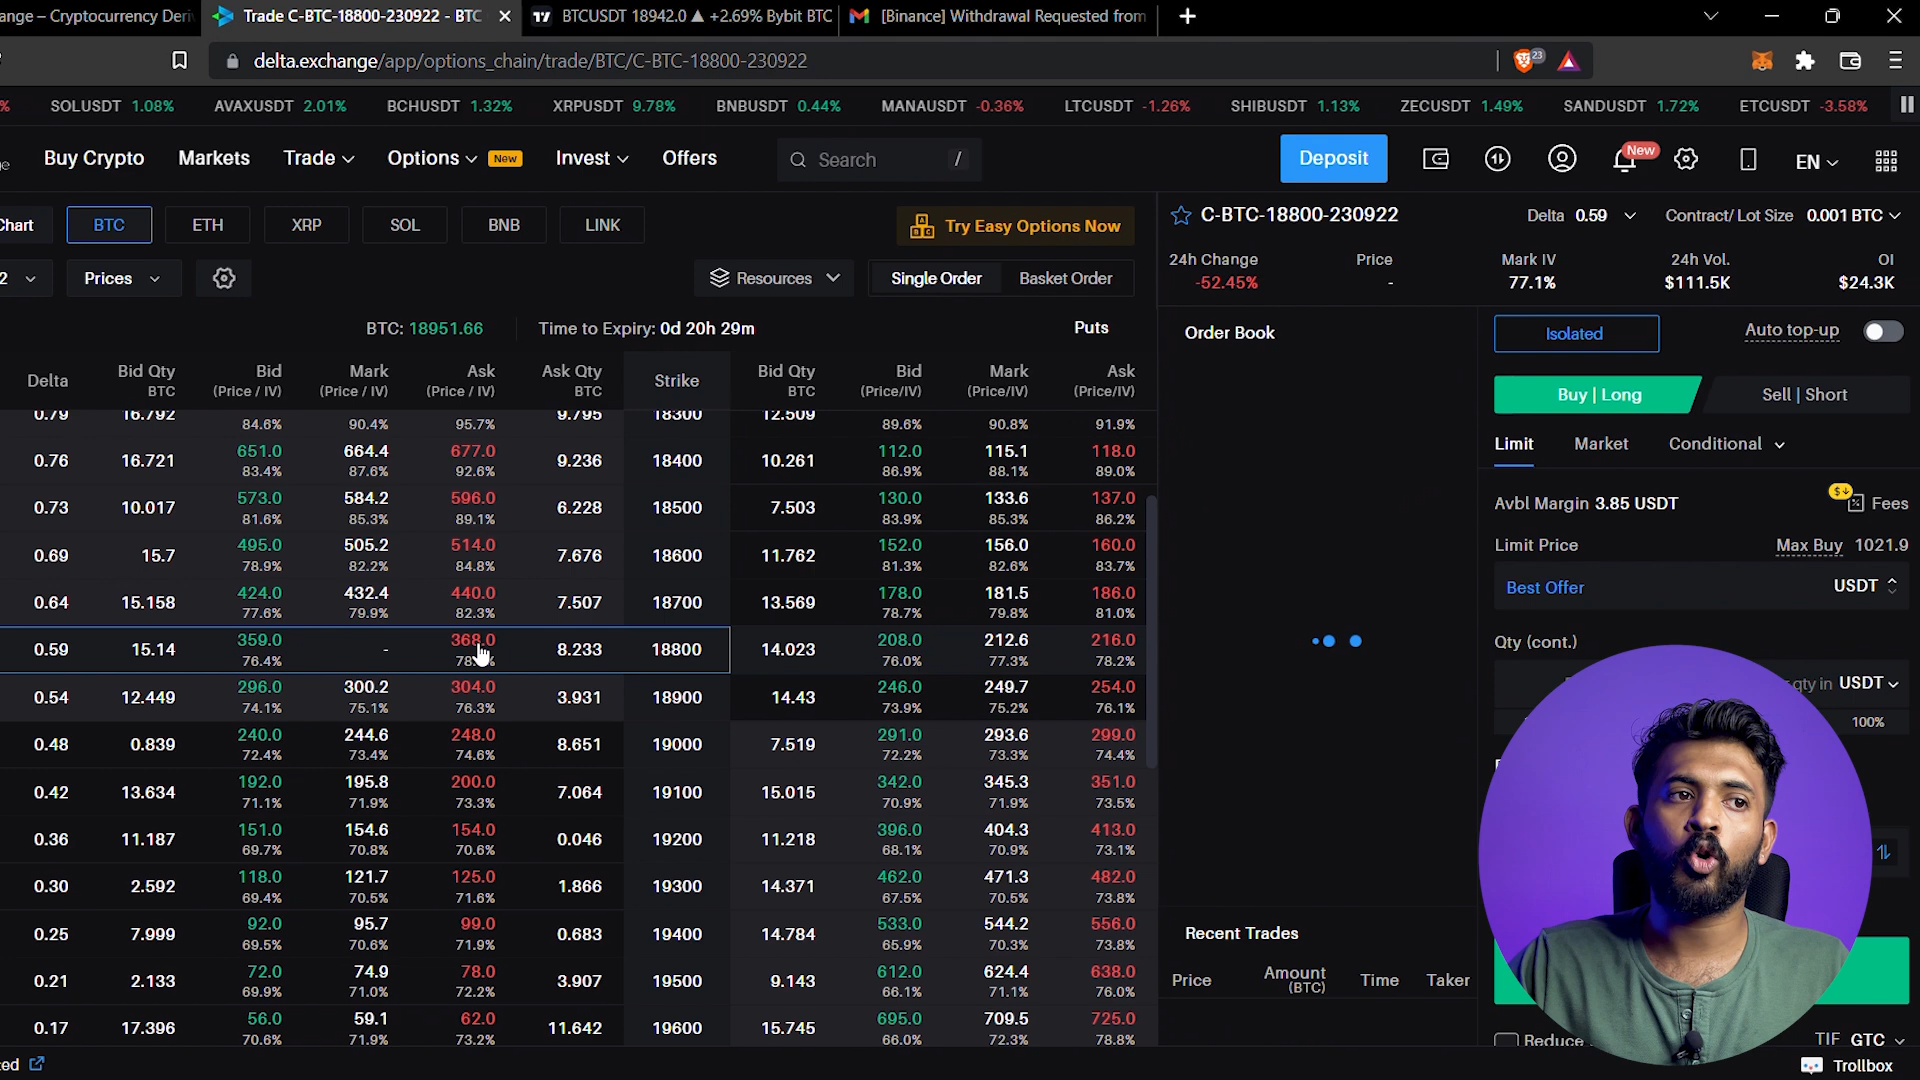 ange – Cryptocurrency Deri
Trade C-BTC-18800-230922 - BTC
BTCUSDT 18942.0 ▲ +2.69% Bybit BTC
[Binance] Withdrawal Requested from
delta.exchange/app/options_chain/trade/BTC/C-BTC-18800-230922
23
% SOLUSDT 1.08% AVAXUSDT 2.01% BCHUSDT 1.32% XRPUSDT 9.78% BNBUSDT 0.44% MANAUSDT -0.36% LTCUSDT -1.26% SHIBUSDT 1.13% ZECUSDT 1.49% SANDUSDT 1.72% ETCUSDT -3.58%
Buy Crypto Markets Trade Options New Invest Offers Search / Deposit New EN
Chart BTC ETH XRP SOL BNB LINK Try Easy Options Now
2 Prices Resources Single Order Basket Order
BTC: 18951.66 Time to Expiry: 0d 20h 29m Puts
Delta Bid Qty Bid Mark Ask Ask Qty Strike Bid Qty Bid Mark Ask
BTC (Price / IV) (Price / IV) (Price / IV) BTC BTC (Price/IV) (Price/IV) (Price/IV)
0.79 16.792 9.795 18300 12.509
84.6% 90.4% 95.7% 89.6% 90.8% 91.9%
0.76 16.721 651.0 664.4 677.0 9.236 18400 10.261 112.0 115.1 118.0
83.4% 87.6% 92.6% 86.9% 88.1% 89.0%
0.73 10.017 573.0 584.2 596.0 6.228 18500 7.503 130.0 133.6 137.0
81.6% 85.3% 89.1% 83.9% 85.3% 86.2%
0.69 15.7 495.0 505.2 514.0 7.676 18600 11.762 152.0 156.0 160.0
78.9% 82.2% 84.8% 81.3% 82.6% 83.7%
0.64 15.158 424.0 432.4 440.0 7.507 18700 13.569 178.0 181.5 186.0
77.6% 79.9% 82.3% 78.7% 79.8% 81.0%
0.59 15.14 359.0 - 368.0 8.233 18800 14.023 208.0 212.6 216.0
76.4% 76.0% 77.3% 78.2%
0.54 12.449 296.0 300.2 304.0 3.931 18900 14.43 246.0 249.7 254.0
74.1% 75.1% 76.3% 73.9% 75.2% 76.1%
0.48 0.839 240.0 244.6 248.0 8.651 19000 7.519 291.0 293.6 299.0
72.4% 73.4% 74.6% 72.2% 73.3% 74.4%
0.42 13.634 192.0 195.8 200.0 7.064 19100 15.015 342.0 345.3 351.0
71.1% 71.9% 73.3% 70.9% 71.9% 73.5%
0.36 11.187 151.0 154.6 154.0 0.046 19200 11.218 396.0 404.3 413.0
69.7% 70.8% 70.6% 68.1% 70.9% 73.1%
0.30 2.592 118.0 121.7 125.0 1.866 19300 14.371 462.0 471.3 482.0
69.4% 70.5% 71.6% 67.5% 70.5% 73.8%
0.25 7.999 92.0 95.7 99.0 0.683 19400 14.784 533.0 544.2 556.0
69.5% 70.6% 71.9% 65.9% 70.3% 73.8%
0.21 2.133 72.0 74.9 78.0 3.907 19500 9.143 612.0 624.4 638.0
69.9% 71.0% 72.2% 66.1% 71.1% 76.0%
0.17 17.396 56.0 59.1 62.0 11.642 19600 15.745 695.0 709.5 725.0
70.6% 71.9% 73.2% 66.0% 72.3% 78.8%
C-BTC-18800-230922 Delta 0.59 Contract/ Lot Size 0.001 BTC
24h Change Price Mark IV 24h Vol. OI
-52.45% - 77.1% $111.5K $24.3K
Order Book
Recent Trades
Price Amount Time Taker
(BTC)
Isolated Auto top-up
Buy | Long Sell | Short
Limit Market Conditional
Avbl Margin 3.85 USDT Fees
Limit Price Max Buy 1021.9
Best Offer USDT
Qty (cont.)
qty in USDT
100%
Reduce TIF GTC
Trollbox